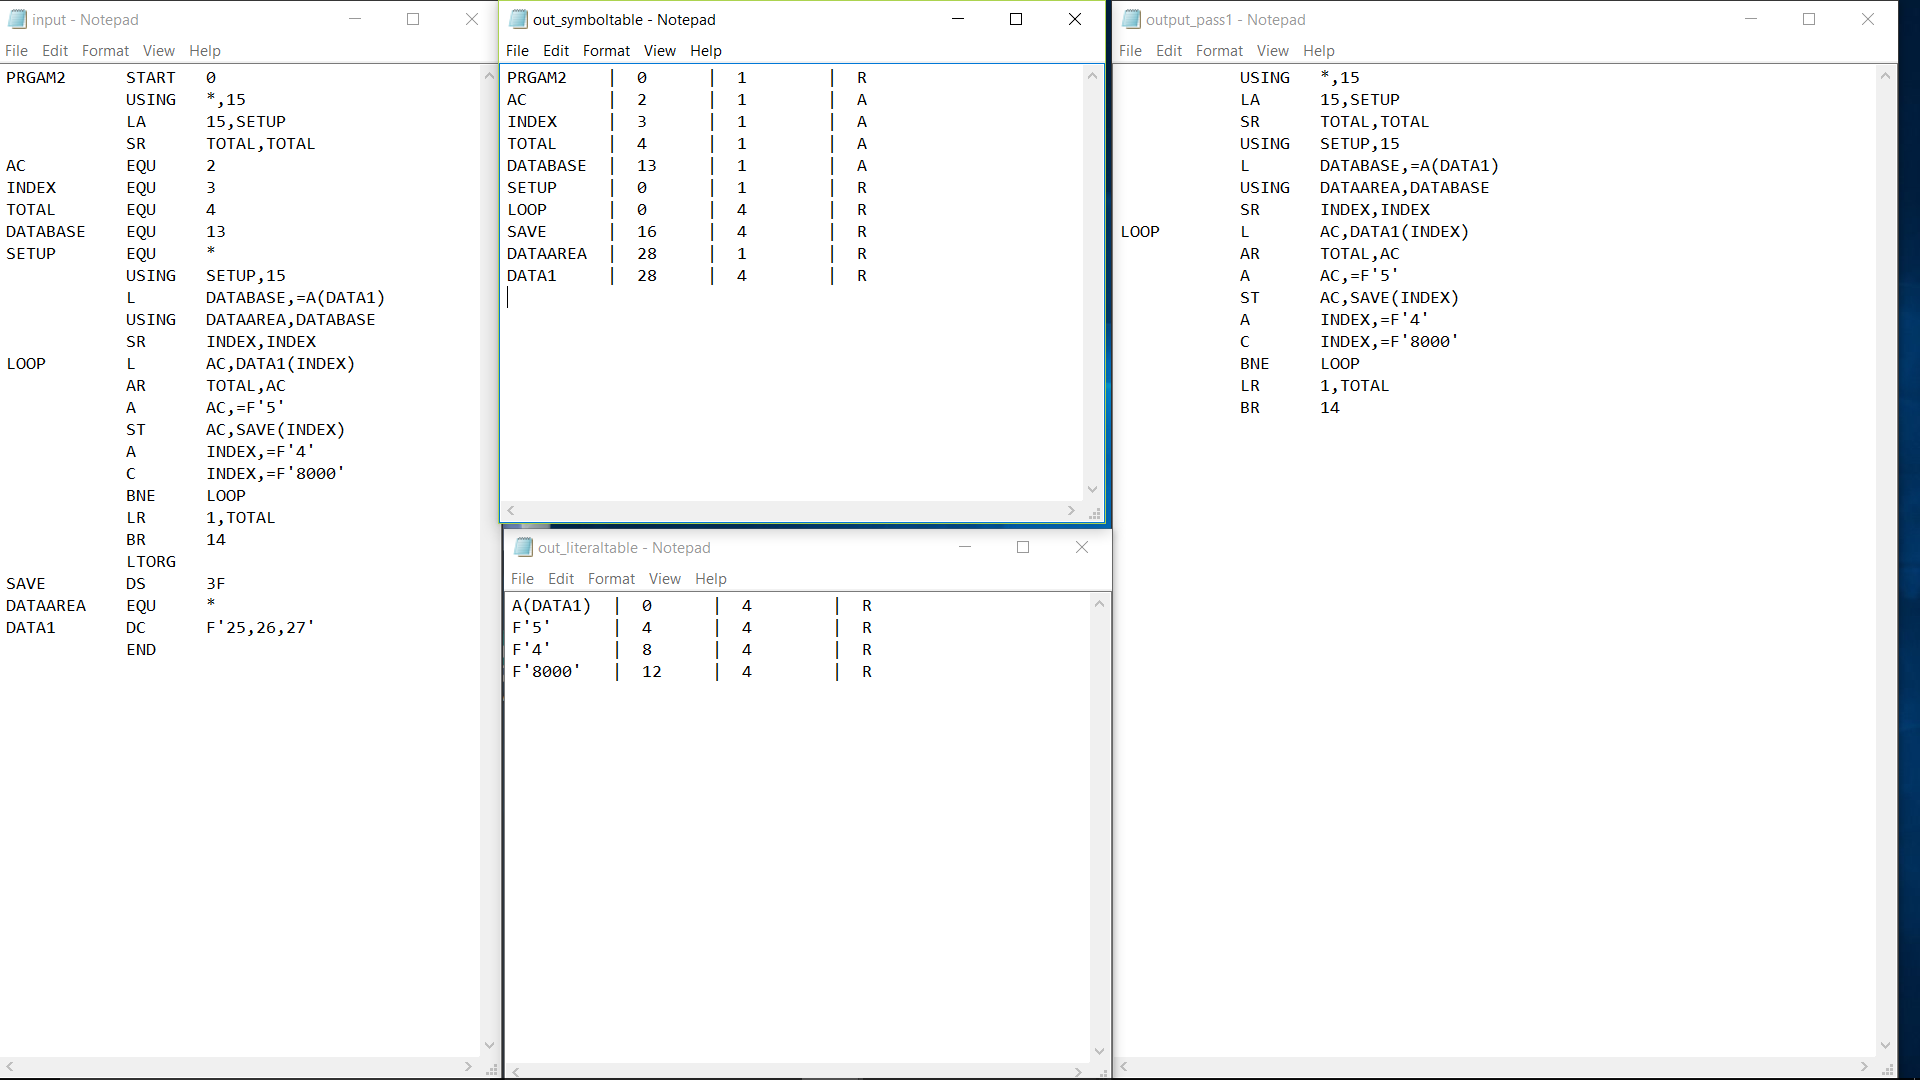 input - Notepad
File Edit Format View Help
PRGAM2 START 0
USING *,15
LA 15,SETUP
SR TOTAL,TOTAL
AC EQU 2
INDEX EQU 3
TOTAL EQU 4
DATABASE EQU 13
SETUP EQU *
USING SETUP,15
L DATABASE,=A(DATA1)
USING DATAAREA,DATABASE
SR INDEX,INDEX
LOOP L AC,DATA1(INDEX)
AR TOTAL,AC
A AC,=F'5'
ST AC,SAVE(INDEX)
A INDEX,=F'4'
C INDEX,=F'8000'
BNE LOOP
LR 1,TOTAL
BR 14
LTORG
SAVE DS 3F
DATAAREA EQU *
DATA1 DC F'25,26,27'
END
out_symboltable - Notepad
File Edit Format View Help
PRGAM2 | 0 | 1 | R
AC | 2 | 1 | A
INDEX | 3 | 1 | A
TOTAL | 4 | 1 | A
DATABASE | 13 | 1 | A
SETUP | 0 | 1 | R
LOOP | 0 | 4 | R
SAVE | 16 | 4 | R
DATAAREA | 28 | 1 | R
DATA1 | 28 | 4 | R
out_literaltable - Notepad
File Edit Format View Help
A(DATA1) | 0 | 4 | R
F'5' | 4 | 4 | R
F'4' | 8 | 4 | R
F'8000' | 12 | 4 | R
output_pass1 - Notepad
File Edit Format View Help
USING *,15
LA 15,SETUP
SR TOTAL,TOTAL
USING SETUP,15
L DATABASE,=A(DATA1)
USING DATAAREA,DATABASE
SR INDEX,INDEX
LOOP L AC,DATA1(INDEX)
AR TOTAL,AC
A AC,=F'5'
ST AC,SAVE(INDEX)
A INDEX,=F'4'
C INDEX,=F'8000'
BNE LOOP
LR 1,TOTAL
BR 14